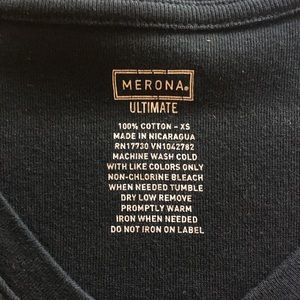 MERONA®
ULTIMATE
100% COTTON - XS
MADE IN NICARAGUA
RN17730 VN1042782
MACHINE WASH COLD
WITH LIKE COLORS ONLY
NON-CHLORINE BLEACH
WHEN NEEDED TUMBLE
DRY LOW REMOVE
PROMPTLY WARM
IRON WHEN NEEDED
DO NOT IRON ON LABEL